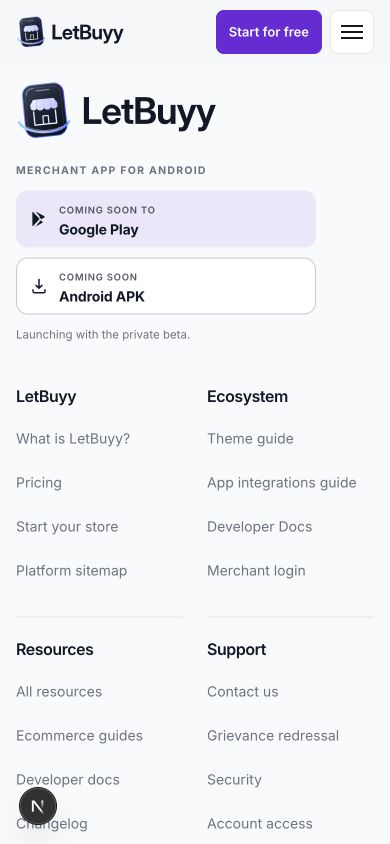 LetBuyy
Start for free
LetBuyy
MERCHANT APP FOR ANDROID
COMING SOON TO
Google Play
COMING SOON
Android APK
Launching with the private beta.
LetBuyy
What is LetBuyy?
Pricing
Start your store
Platform sitemap
Ecosystem
Theme guide
App integrations guide
Developer Docs
Merchant login
Resources
All resources
Ecommerce guides
Developer docs
Changelog
Support
Contact us
Grievance redressal
Security
Account access
N